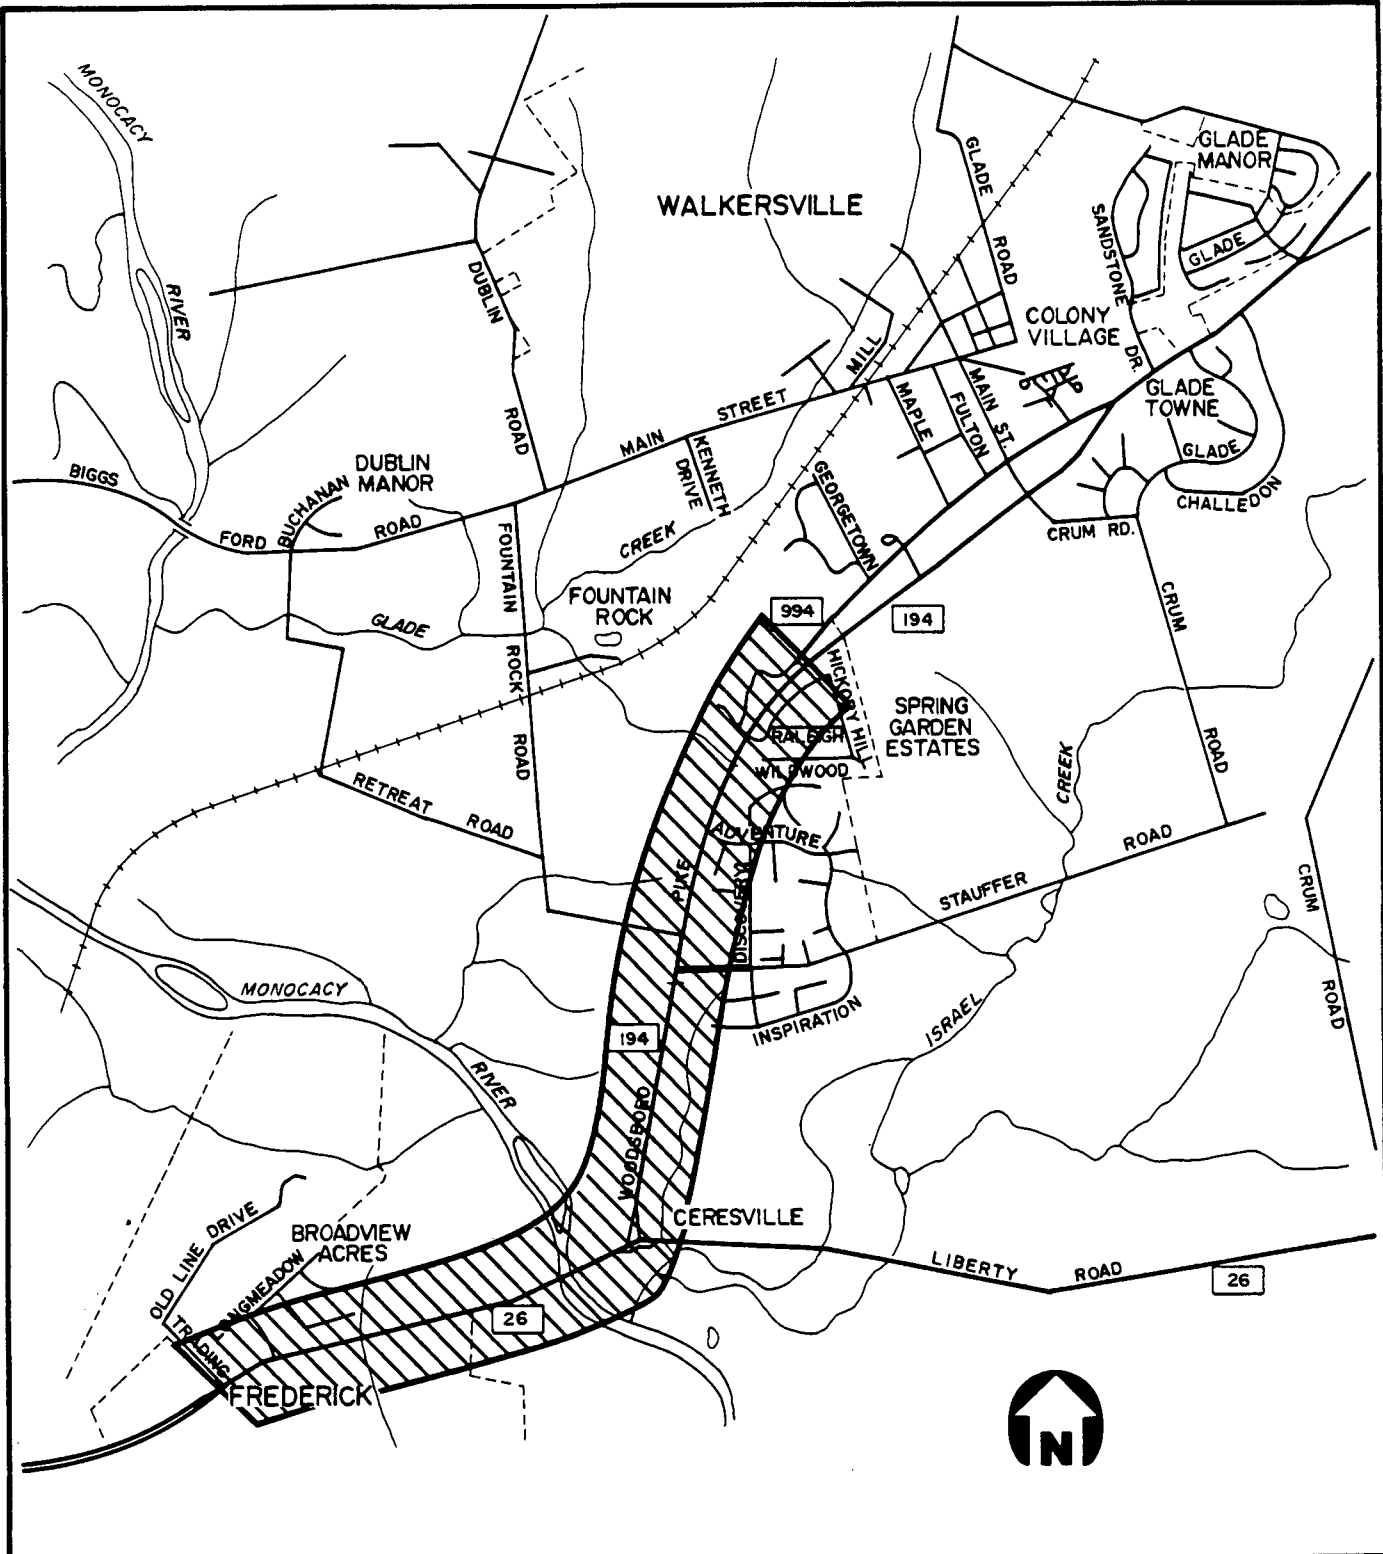 MONOCACY
RIVER
WALKERSVILLE
GLADE
ROAD
GLADE
MANOR
SANDSTONE
DR.
GLADE
DUBLIN
ROAD
COLONY
VILLAGE
MILL
MAIN
STREET
MAPLE
FULTON
MAIN ST.
GLADE
TOWNE
GLADE
CHALLEDON
BIGGS
FORD
ROAD
BUCHANAN
DUBLIN
MANOR
KENNETH
DRIVE
GEORGETOWN
CRUM RD.
CREEK
FOUNTAIN
ROCK
ROAD
FOUNTAIN
ROCK
GLADE
994
194
CRUM
ROAD
HICKORY HILL
SPRING
GARDEN
ESTATES
RALEIGH
WILDWOOD
CREEK
RETREAT
ROAD
ADVENTURE
PIKE
DISCOVERY
STAUFFER
ROAD
CRUM
ROAD
MONOCACY
RIVER
INSPIRATION
ISRAEL
194
WOODSBORO
CERESVILLE
OLD LINE DRIVE
BROADVIEW
ACRES
LONGMEADOW
TRADING
LIBERTY
ROAD
26
26
FREDERICK
N